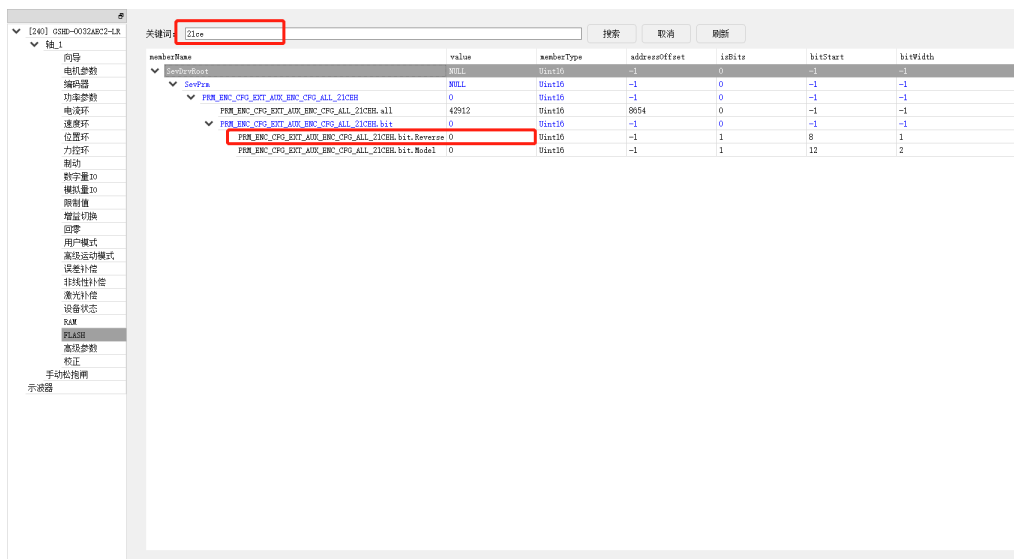 [240] GSHD-0032AEC2-LR
轴_1
向导
电机参数
编码器
功率参数
电流环
速度环
位置环
力控环
制动
数字量IO
模拟量IO
限制值
增益切换
回零
用户模式
高级运动模式
误差补偿
非线性补偿
激光补偿
设备状态
RAM
FLASH
高级参数
校正
手动松抱闸
示波器
关键词: 21ce 搜索 取消 刷新
memberName value memberType addressOffset isBits bitStart bitWidth
SevDrvRoot NULL Uint16 -1 0 -1 -1
SevPrm NULL Uint16 -1 0 -1 -1
PRM_ENC_CFG_EXT_AUX_ENC_CFG_ALL_21CEH 0 Uint16 -1 0 -1 -1
PRM_ENC_CFG_EXT_AUX_ENC_CFG_ALL_21CEH.all 42912 Uint16 8654 0 -1 -1
PRM_ENC_CFG_EXT_AUX_ENC_CFG_ALL_21CEH.bit 0 Uint16 -1 0 -1 -1
PRM_ENC_CFG_EXT_AUX_ENC_CFG_ALL_21CEH.bit.Reverse 0 Uint16 -1 1 8 1
PRM_ENC_CFG_EXT_AUX_ENC_CFG_ALL_21CEH.bit.Model 0 Uint16 -1 1 12 2